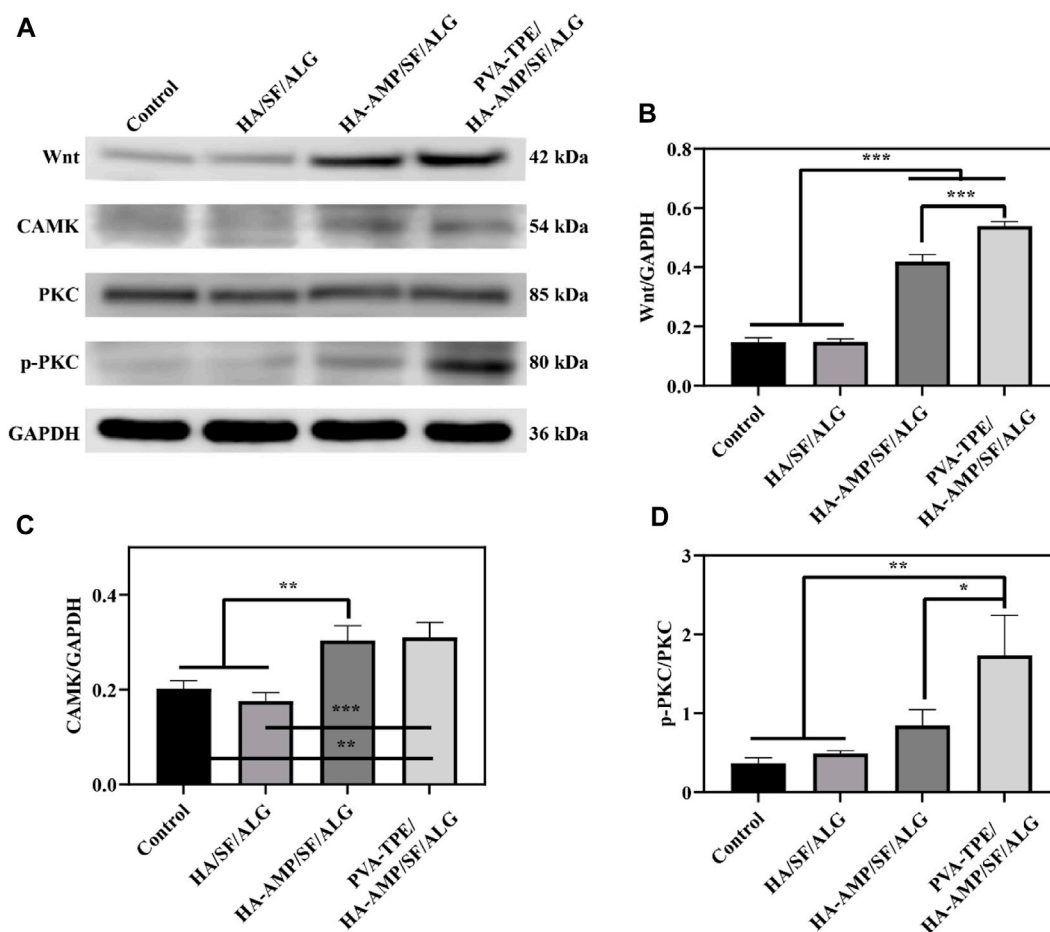 A
Control
HA/SF/ALG
HA-AMP/SF/ALG
PVA-TPE/
HA-AMP/SF/ALG
Wnt
42 kDa
CAMK
54 kDa
PKC
85 kDa
p-PKC
80 kDa
GAPDH
36 kDa
B
Wnt/GAPDH
0.8
0.6
0.4
0.2
0.0
***
***
Control
HA/SF/ALG
HA-AMP/SF/ALG
PVA-TPE/
HA-AMP/SF/ALG
C
CAMK/GAPDH
0.4
0.2
0.0
**
***
**
Control
HA/SF/ALG
HA-AMP/SF/ALG
PVA-TPE/
HA-AMP/SF/ALG
D
p-PKC/PKC
3
2
1
0
**
*
Control
HA/SF/ALG
HA-AMP/SF/ALG
PVA-TPE/
HA-AMP/SF/ALG